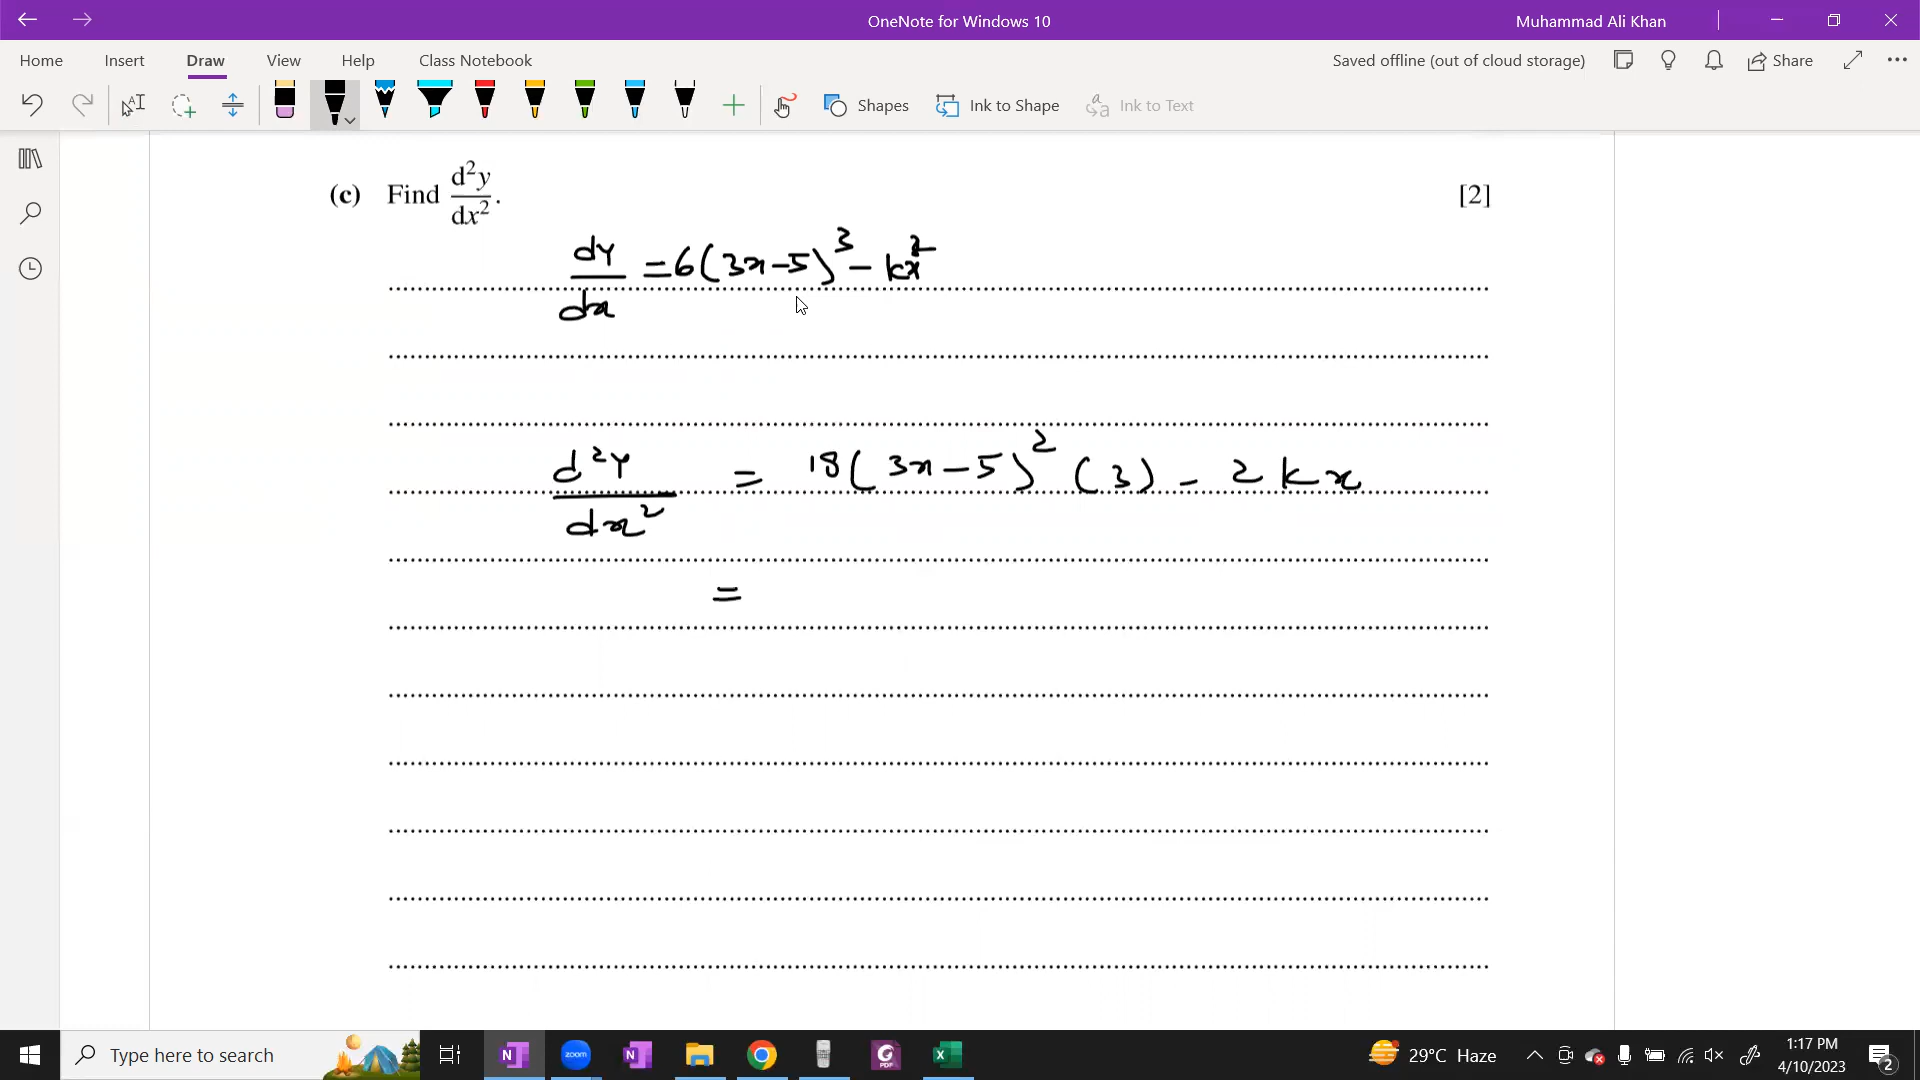 OneNote for Windows 10
Muhammad Ali Khan
Home Insert Draw View Help Class Notebook
Saved offline (out of cloud storage) Share
Shapes Ink to Shape Ink to Text
(c) Find d²y/dx². [2]
dy/dx = 6(3x-5)³ - kx²
d²y/dx² = 18(3x-5)² (3) - 2kx
=
Type here to search
zoom
PDF
29°C Haze
1:17 PM
4/10/2023
2